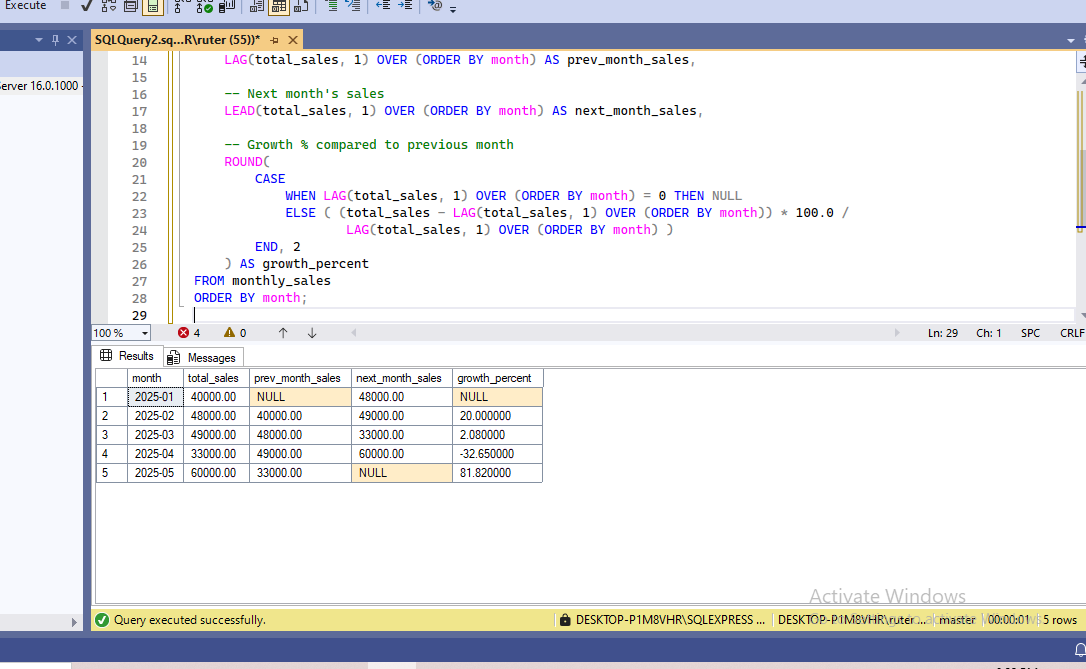 Execute
SQLQuery2.sq...R\ruter (55))*
Server 16.0.1000 -
14 LAG(total_sales, 1) OVER (ORDER BY month) AS prev_month_sales,
15
16 -- Next month's sales
17 LEAD(total_sales, 1) OVER (ORDER BY month) AS next_month_sales,
18
19 -- Growth % compared to previous month
20 ROUND(
21 CASE
22 WHEN LAG(total_sales, 1) OVER (ORDER BY month) = 0 THEN NULL
23 ELSE ( (total_sales - LAG(total_sales, 1) OVER (ORDER BY month)) * 100.0 /
24 LAG(total_sales, 1) OVER (ORDER BY month) )
25 END, 2
26 ) AS growth_percent
27 FROM monthly_sales
28 ORDER BY month;
29
100 % 4 0 Ln: 29 Ch: 1 SPC CRLF
Results Messages
month total_sales prev_month_sales next_month_sales growth_percent
1 2025-01 40000.00 NULL 48000.00 NULL
2 2025-02 48000.00 40000.00 49000.00 20.000000
3 2025-03 49000.00 48000.00 33000.00 2.080000
4 2025-04 33000.00 49000.00 60000.00 -32.650000
5 2025-05 60000.00 33000.00 NULL 81.820000
Activate Windows
Query executed successfully. DESKTOP-P1M8VHR\SQLEXPRESS ... DESKTOP-P1M8VHR\ruter ... master 00:00:01 5 rows